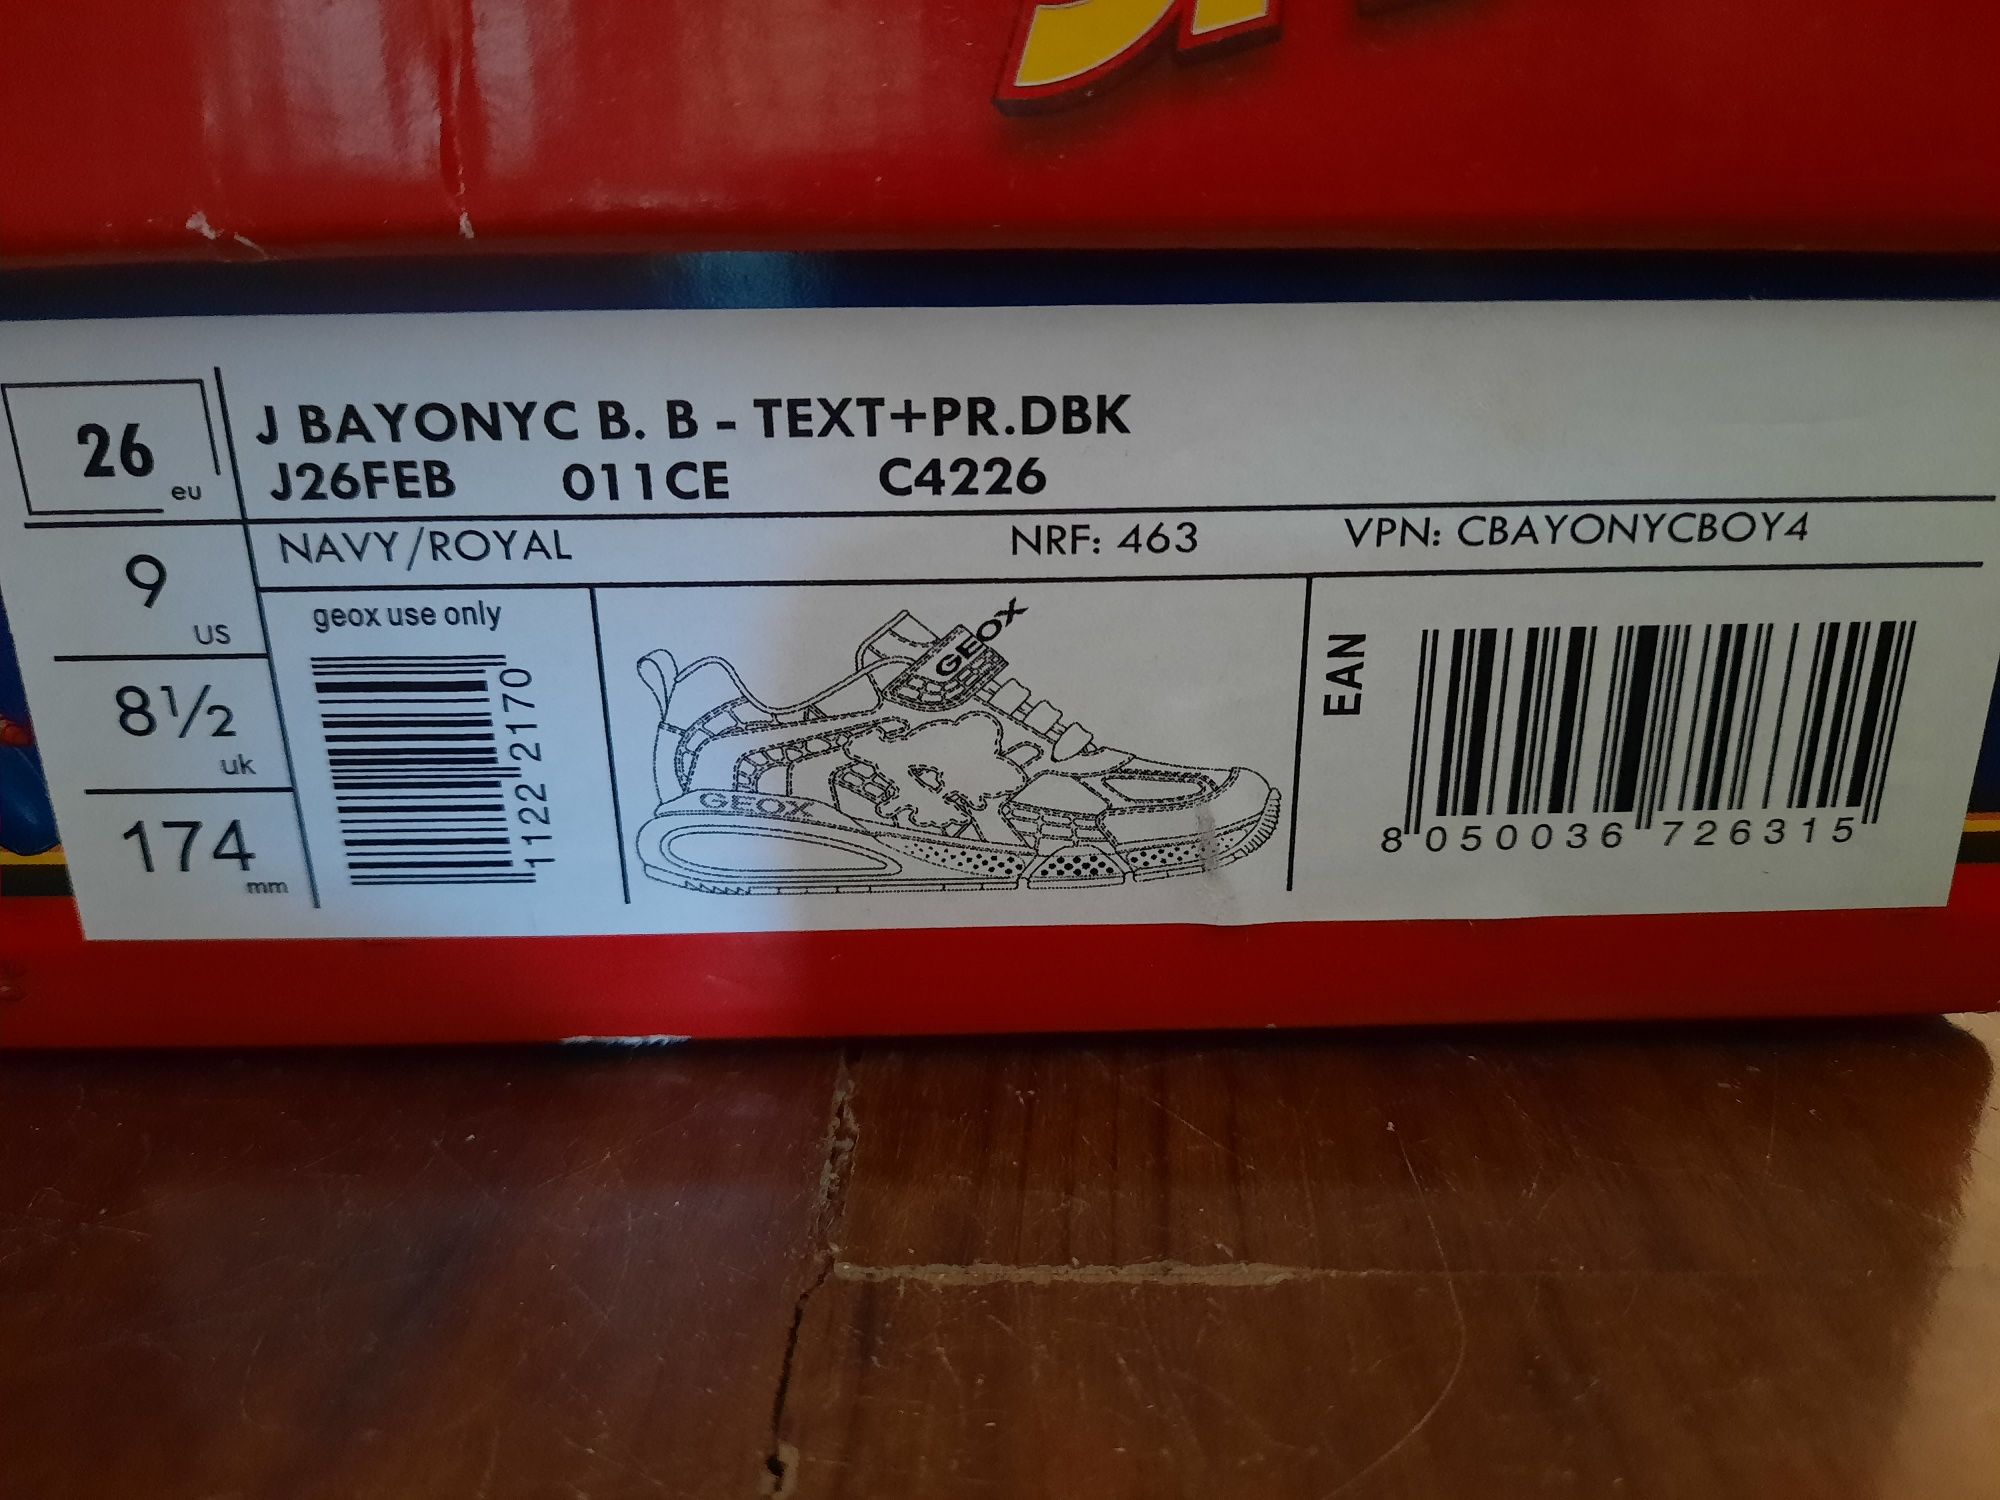 26 eu
J BAYONYC B. B - TEXT+PR.DBK
J26FEB 011CE C4226
NAVY/ROYAL NRF: 463 VPN: CBAYONYCBOY4
9 US
8½ uk
174 mm
geox use only
1122 2170
GEOX
GEOX
EAN
8 050036 726315